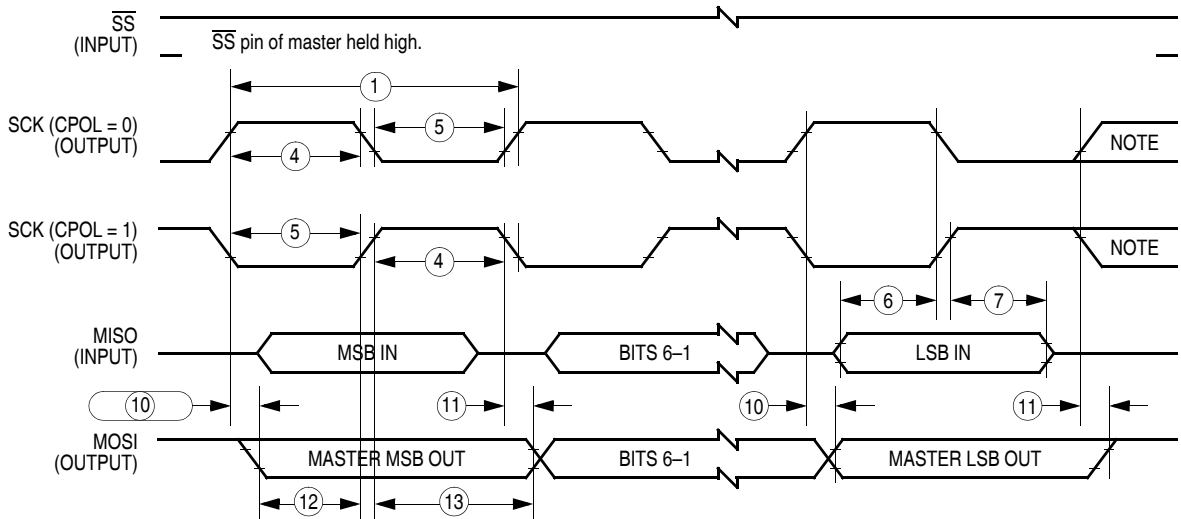 SS
(INPUT)
SS pin of master held high.
1
SCK (CPOL = 0)
(OUTPUT)
5
4
NOTE
SCK (CPOL = 1)
(OUTPUT)
5
4
NOTE
6
7
MISO
(INPUT)
MSB IN
BITS 6–1
LSB IN
10
11
10
11
MOSI
(OUTPUT)
MASTER MSB OUT
BITS 6–1
MASTER LSB OUT
12
13